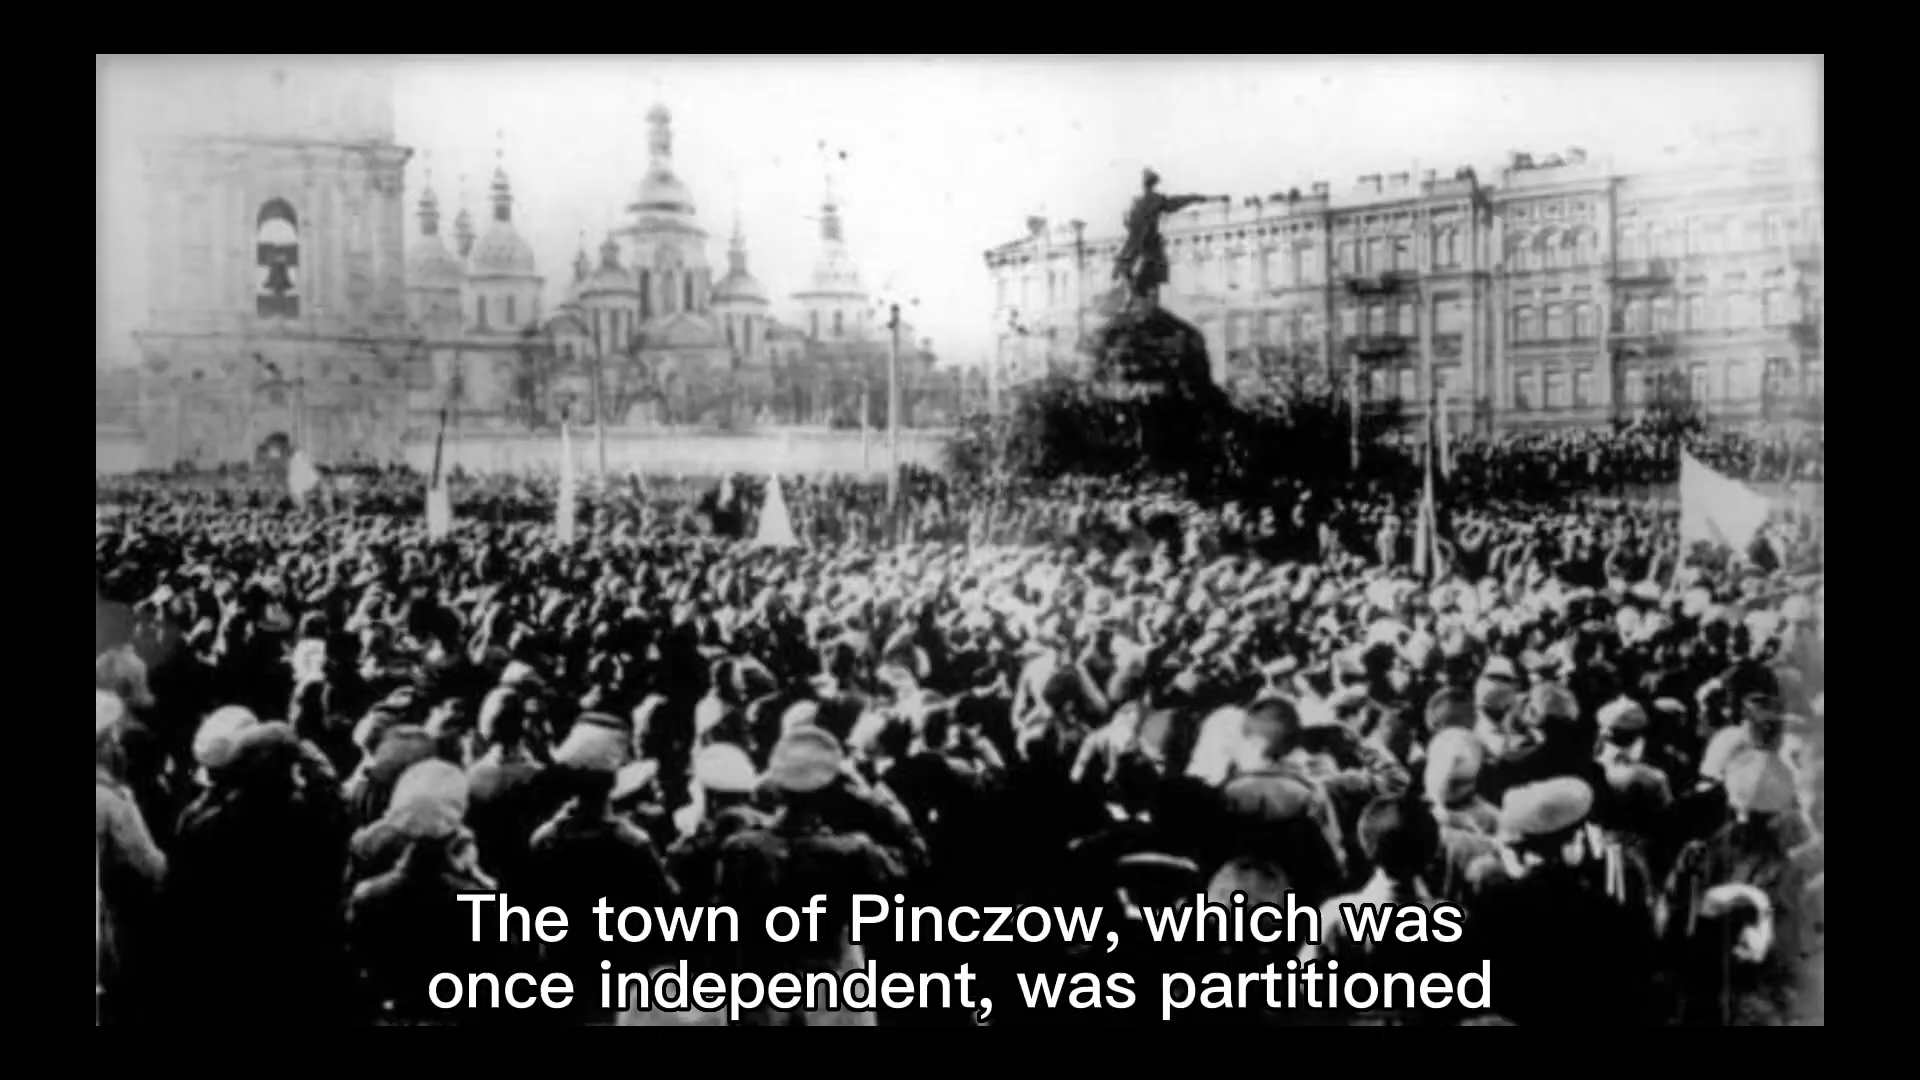 The town of Pinczow, which was
once independent, was partitioned